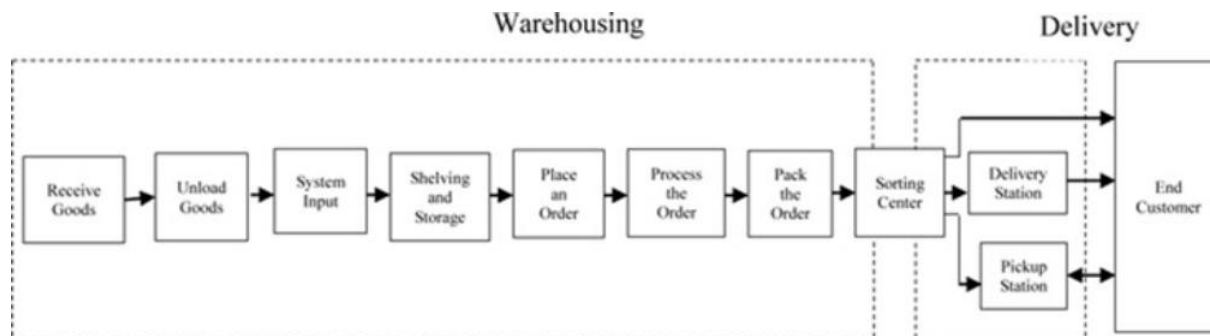 Warehousing
Delivery
Receive
Goods
Unload
Goods
System
Input
Shelving
and
Storage
Place
an
Order
Process
the
Order
Pack
the
Order
Sorting
Center
Delivery
Station
Pickup
Station
End
Customer